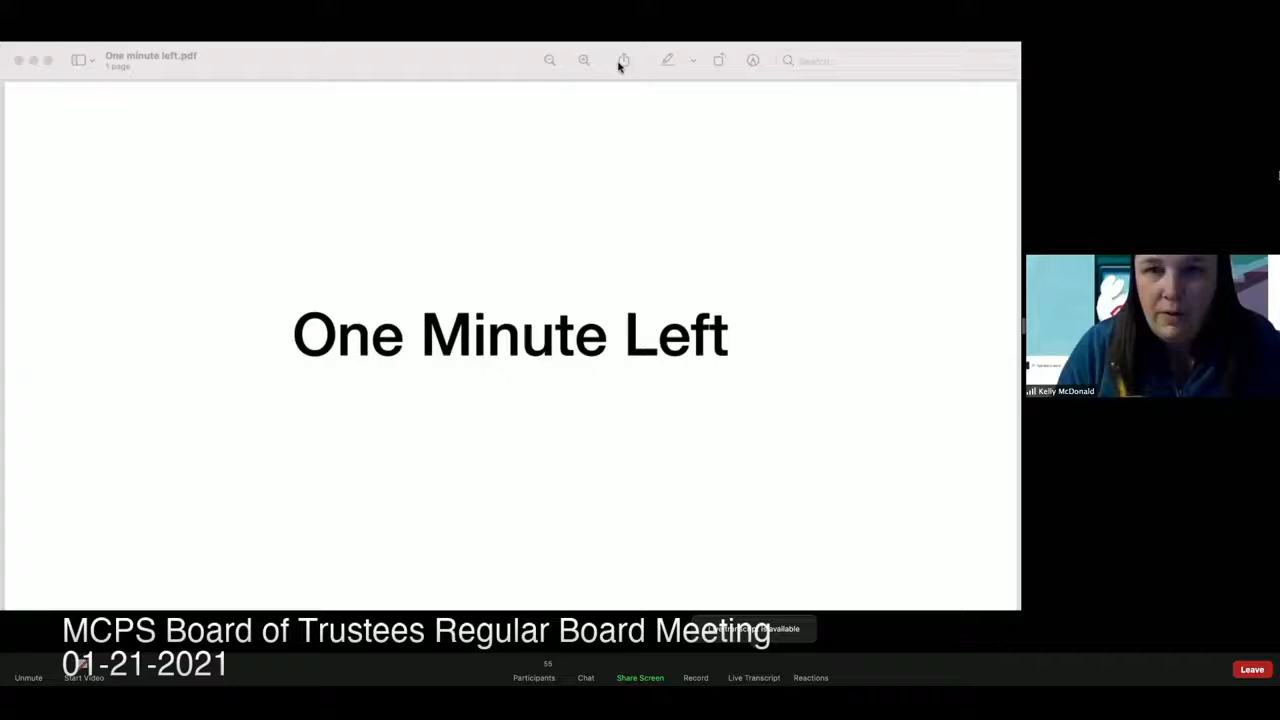 One minute left.pdf
1 page
Search...
One Minute Left
Kelly McDonald
MCPS Board of Trustees Regular Board Meeting
01-21-2021
55
Unmute
Start Video
Participants
Chat
Share Screen
Record
Live Transcript
Reactions
Leave